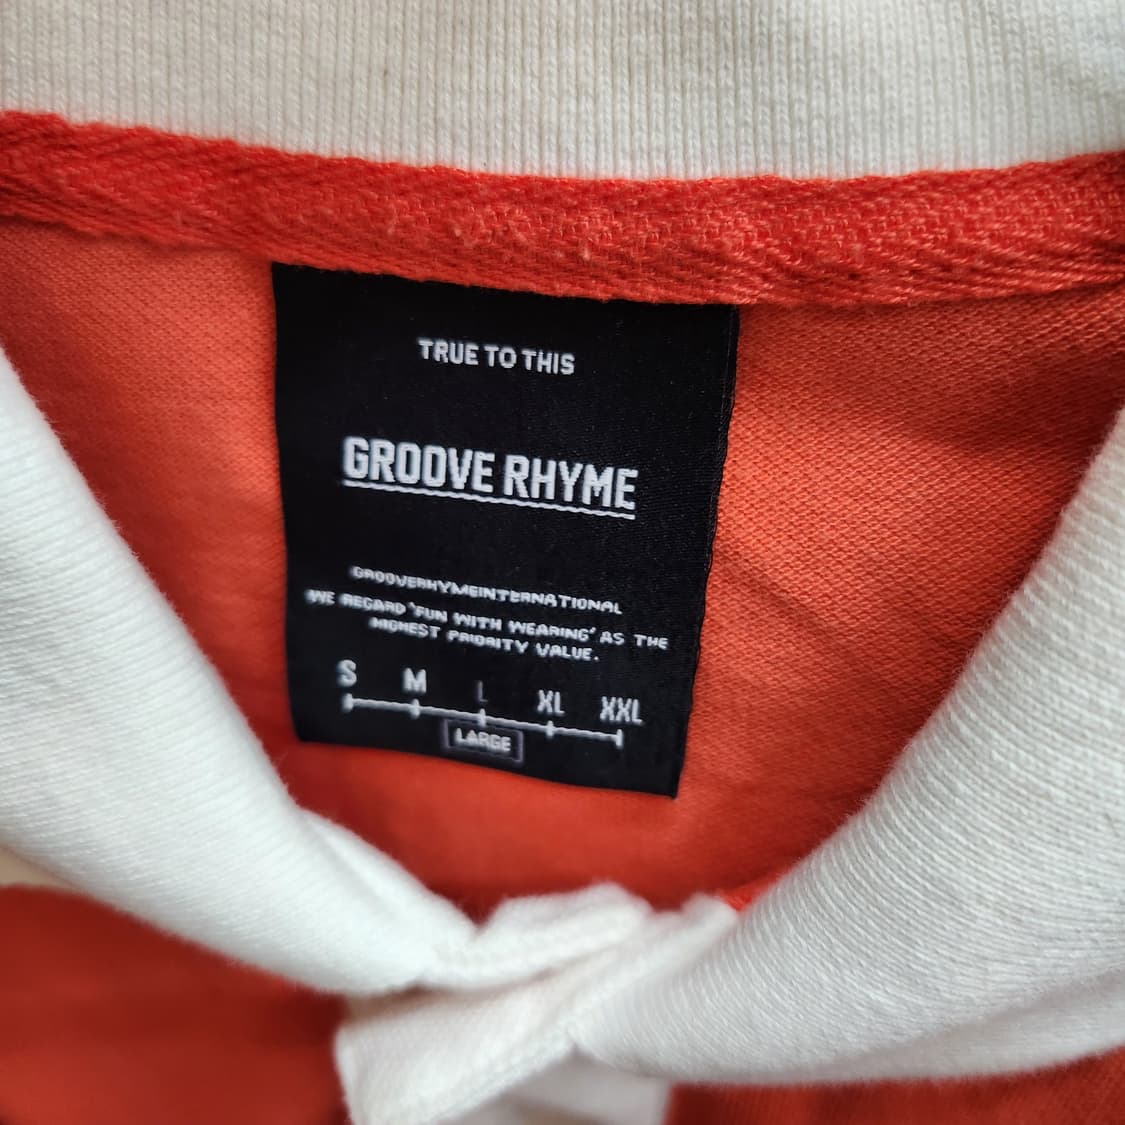 TRUE TO THIS
GROOVE RHYME
GROOVERHYMEINTERNATIONAL
WE REGARD 'FUN WITH WEARING' AS THE
HIGHEST PRIORITY VALUE.
S M L XL XXL
LARGE